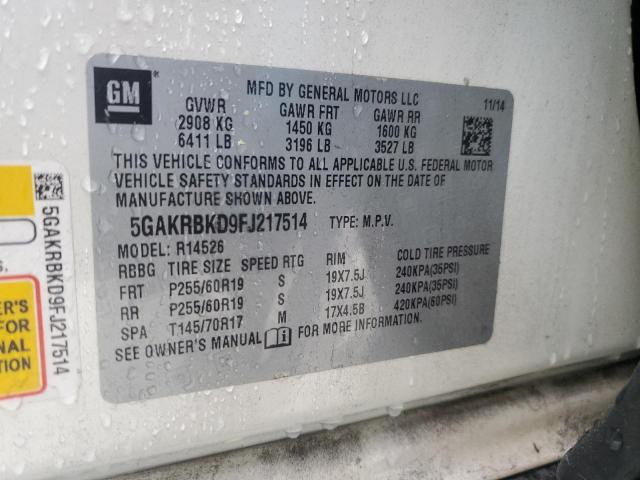 GM
MFD BY GENERAL MOTORS LLC
11/14
GVWR GAWR FRT GAWR RR
2908 KG 1450 KG 1600 KG
6411 LB 3196 LB 3527 LB
THIS VEHICLE CONFORMS TO ALL APPLICABLE U.S. FEDERAL MOTOR
VEHICLE SAFETY STANDARDS IN EFFECT ON THE DATE OF
MANUFACTURE SHOWN ABOVE.
5GAKRBKD9FJ217514 TYPE: M.P.V.
MODEL: R14526
RBBG TIRE SIZE SPEED RTG RIM COLD TIRE PRESSURE
FRT P255/60R19 S 19X7.5J 240KPA(35PSI)
RR P255/60R19 S 19X7.5J 240KPA(35PSI)
SPA T145/70R17 M 17X4.5B 420KPA(60PSI)
SEE OWNER'S MANUAL FOR MORE INFORMATION
5GAKRBKD9FJ217514
ER'S
FOR
NAL
TION